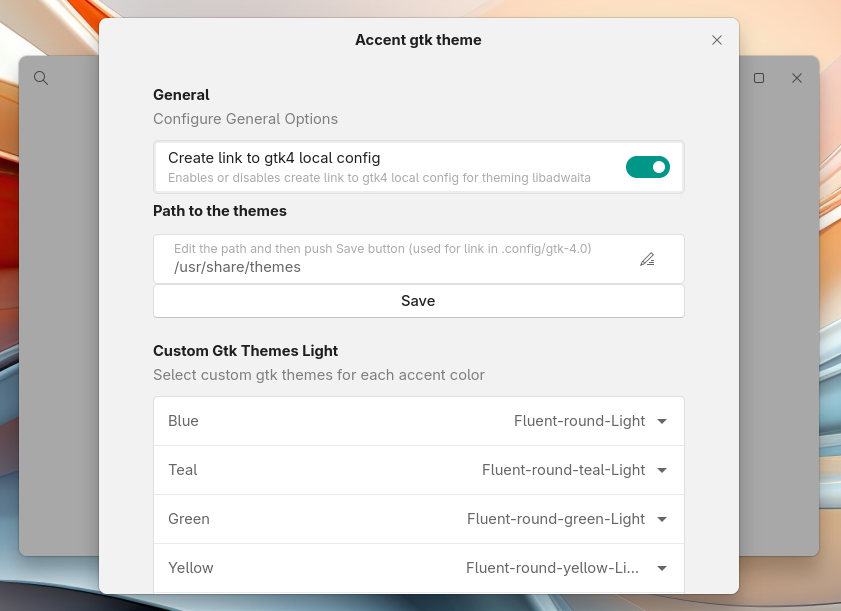 Accent gtk theme
General
Configure General Options
Create link to gtk4 local config
Enables or disables create link to gtk4 local config for theming libadwaita
Path to the themes
Edit the path and then push Save button (used for link in .config/gtk-4.0)
/usr/share/themes
Save
Custom Gtk Themes Light
Select custom gtk themes for each accent color
Blue Fluent-round-Light
Teal Fluent-round-teal-Light
Green Fluent-round-green-Light
Yellow Fluent-round-yellow-Li...